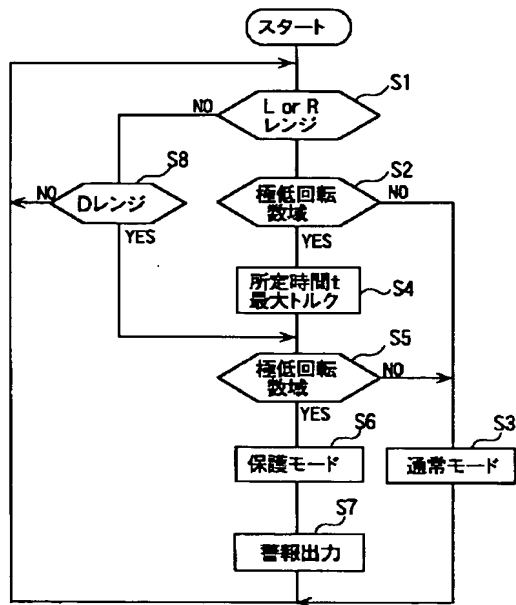 スタート
S1
NO
L or R
レンジ
S8
S2
NO
Dレンジ
極低回転
数域
NO
YES
YES
所定時間t
最大トルク
S4
S5
極低回転
数域
NO
YES
S6
S3
保護モード
通常モード
S7
警報出力